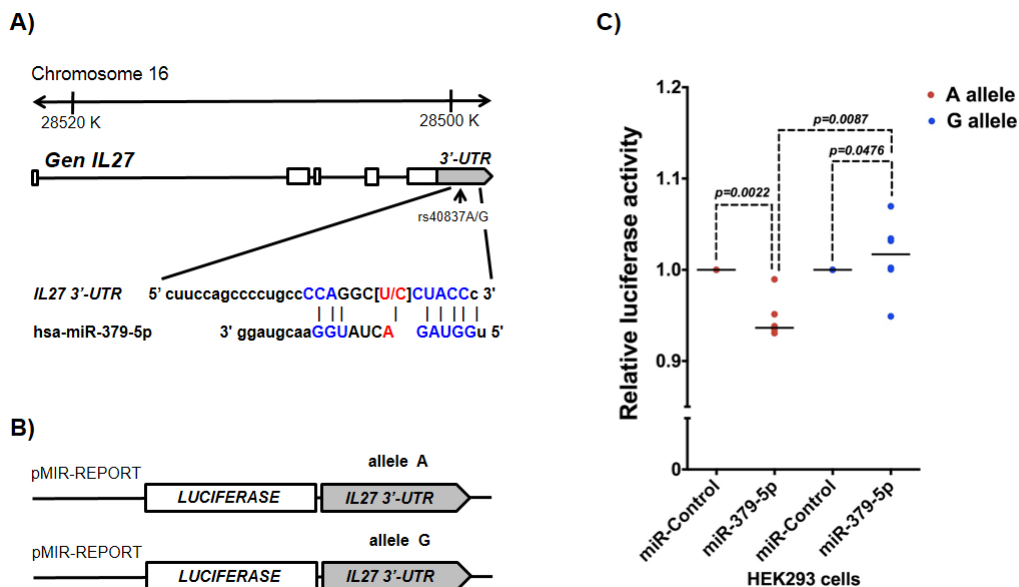 A)
Chromosome 16
28520 K
28500 K
Gen IL27
3'-UTR
rs40837A/G
IL27 3'-UTR 5' cuuccagccccugccCCAGGC[U/C]CUACCc 3'
hsa-miR-379-5p 3' ggaugcaaGGUAUCA GAUGGu 5'
B)
allele A
pMIR-REPORT
LUCIFERASE
IL27 3'-UTR
allele G
pMIR-REPORT
LUCIFERASE
IL27 3'-UTR
C)
A allele
G allele
Relative luciferase activity
1.2
1.1
1.0
0.9
0
p=0.0087
p=0.0476
p=0.0022
miR-Control
miR-379-5p
miR-Control
miR-379-5p
HEK293 cells